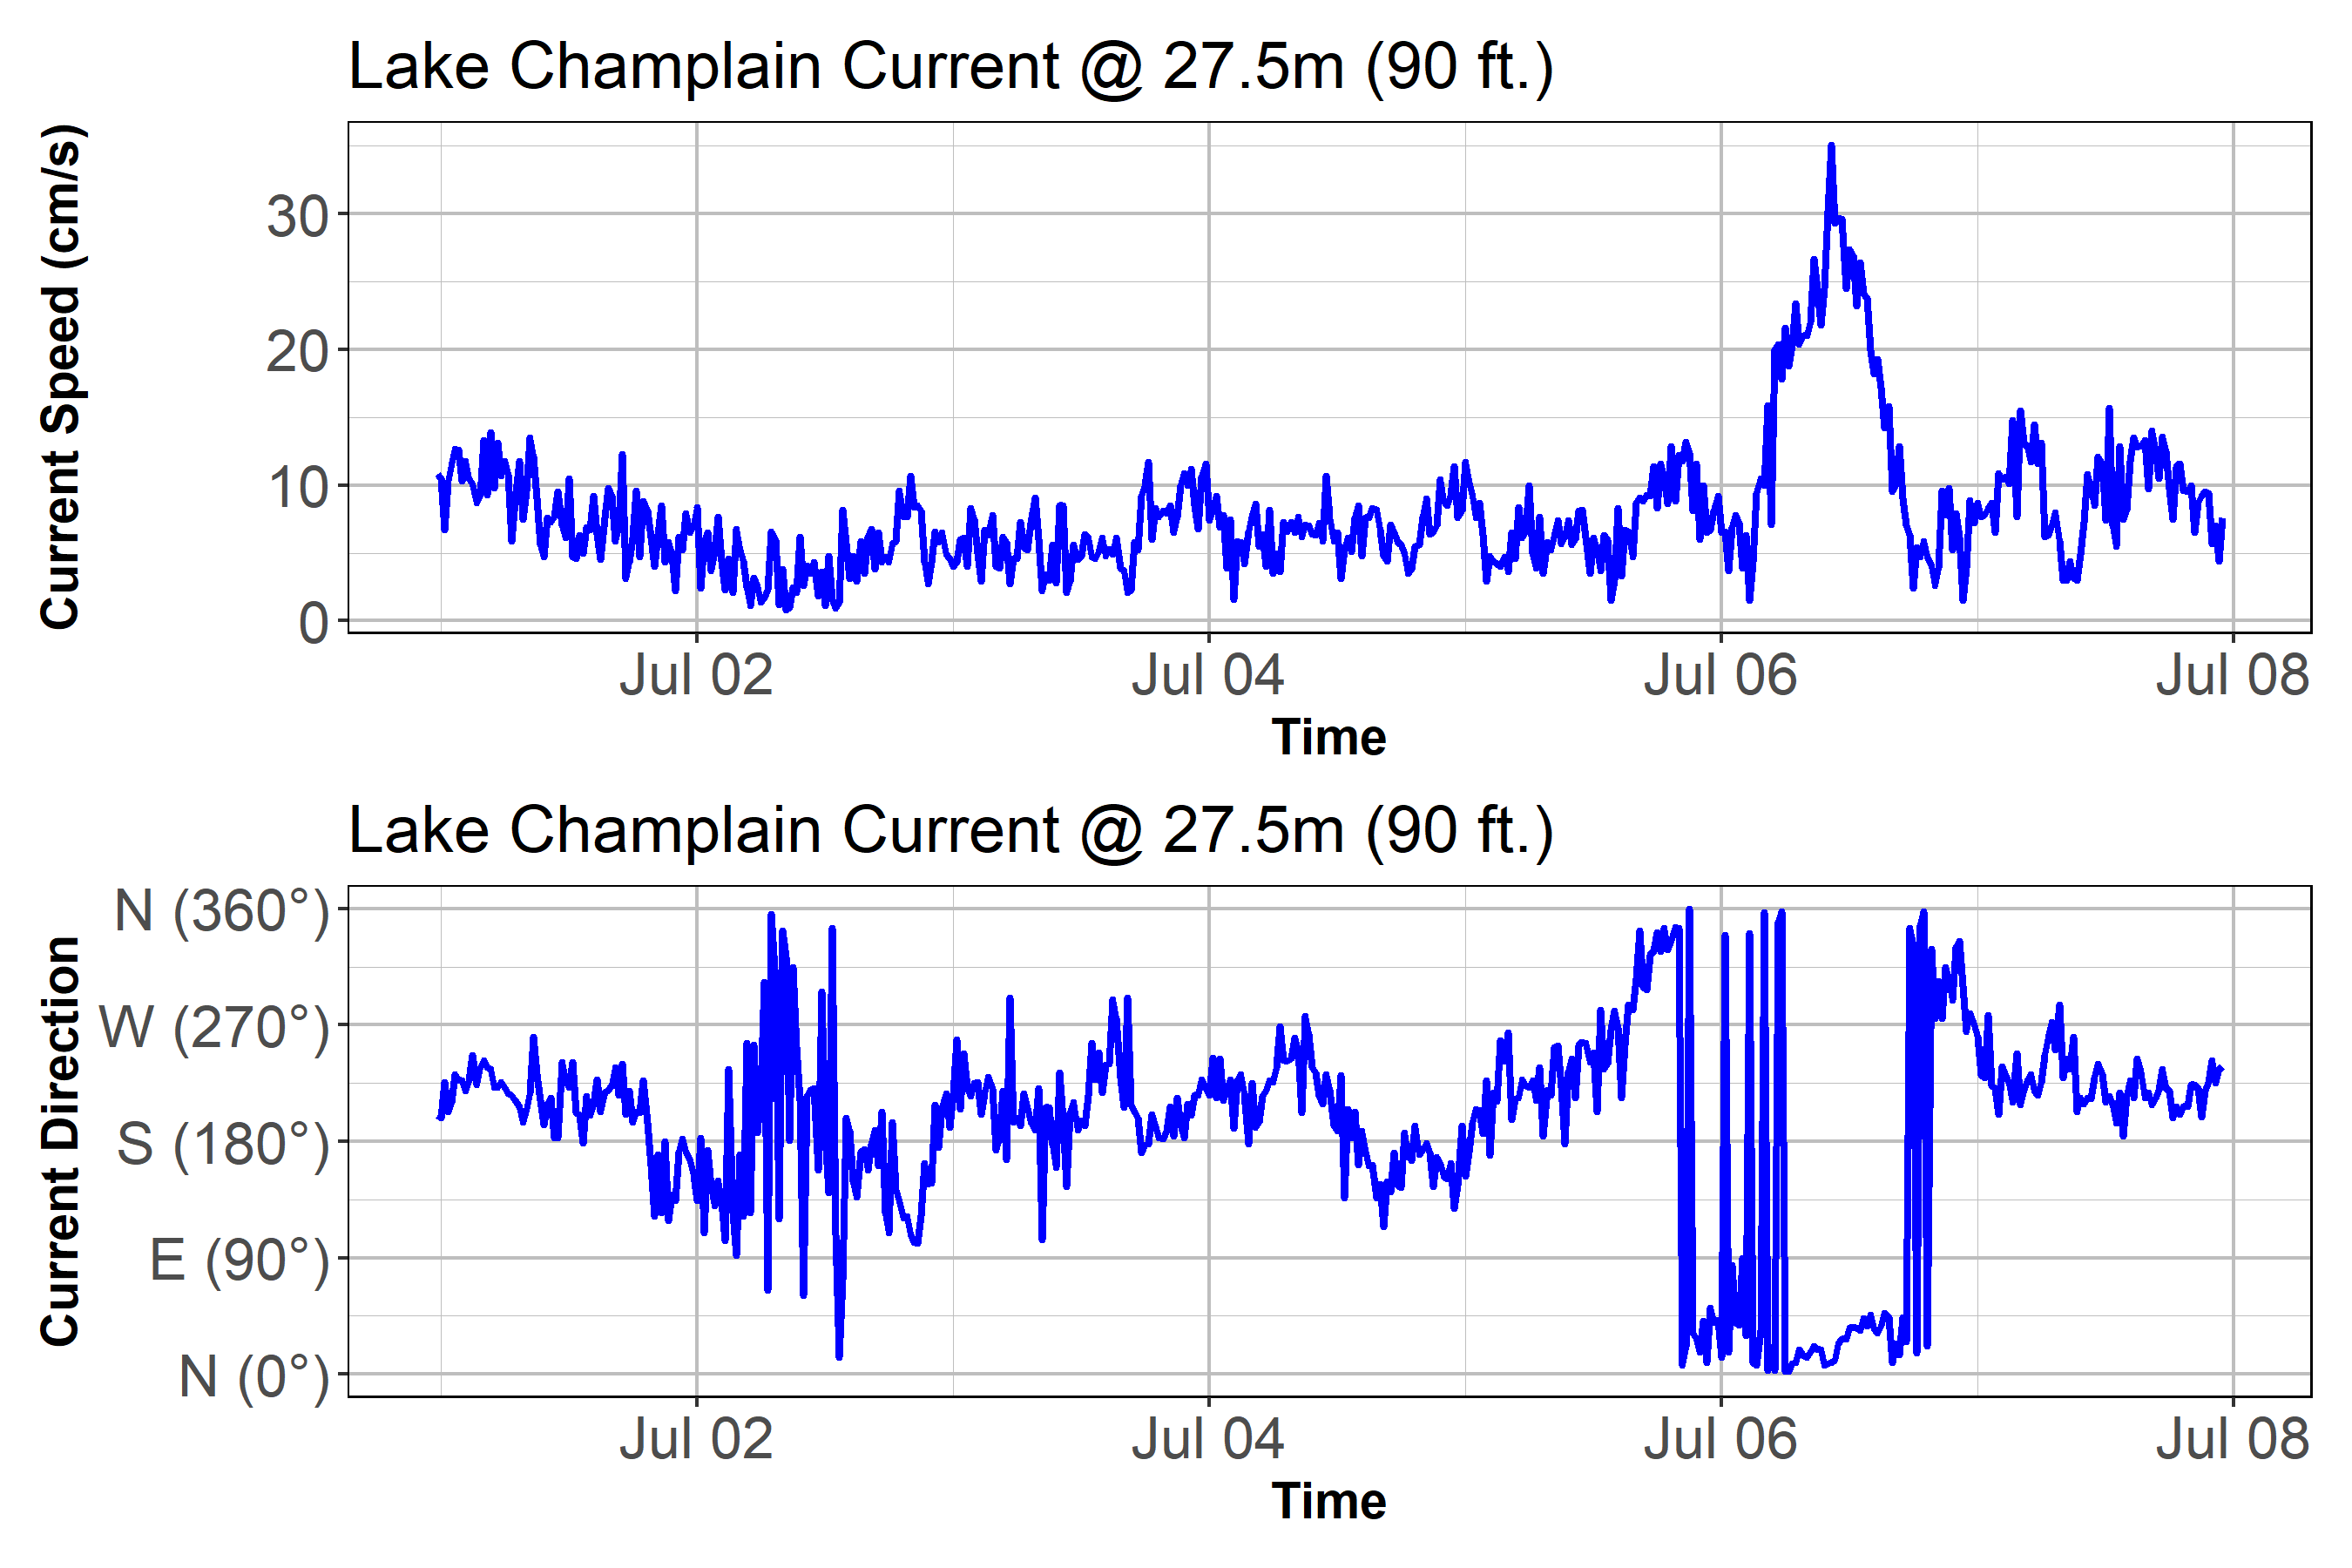 Lake Champlain Current @ 27.5m (90 ft.)
Current Speed (cm/s)
30
20
10
0
Jul 02 Jul 04 Jul 06 Jul 08
Time
Lake Champlain Current @ 27.5m (90 ft.)
Current Direction
N (360°)
W (270°)
S (180°)
E (90°)
N (0°)
Jul 02 Jul 04 Jul 06 Jul 08
Time